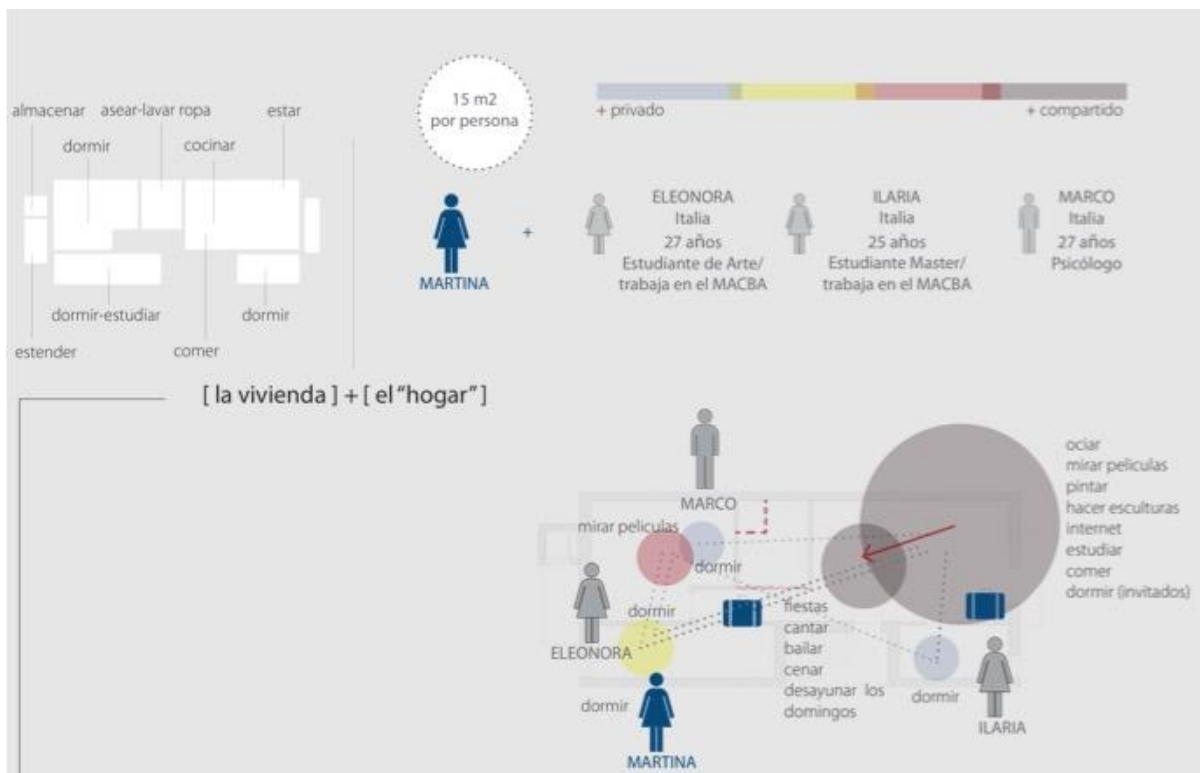 15 m2
por persona
+ privado
+ compartido
almacenar
asear-lavar ropa
estar
dormir
cocinar
dormir-estudiar
dormir
estender
comer
MARTINA
+
ELEONORA
Italia
27 años
Estudiante de Arte/
trabaja en el MACBA
ILARIA
Italia
25 años
Estudiante Master/
trabaja en el MACBA
MARCO
Italia
27 años
Psicólogo
[ la vivienda ] + [ el "hogar" ]
MARCO
mirar peliculas
dormir
dormir
ELEONORA
dormir
MARTINA
fiestas
cantar
bailar
cenar
desayunar los
domingos
dormir
ILARIA
ociar
mirar peliculas
pintar
hacer esculturas
internet
estudiar
comer
dormir (invitados)